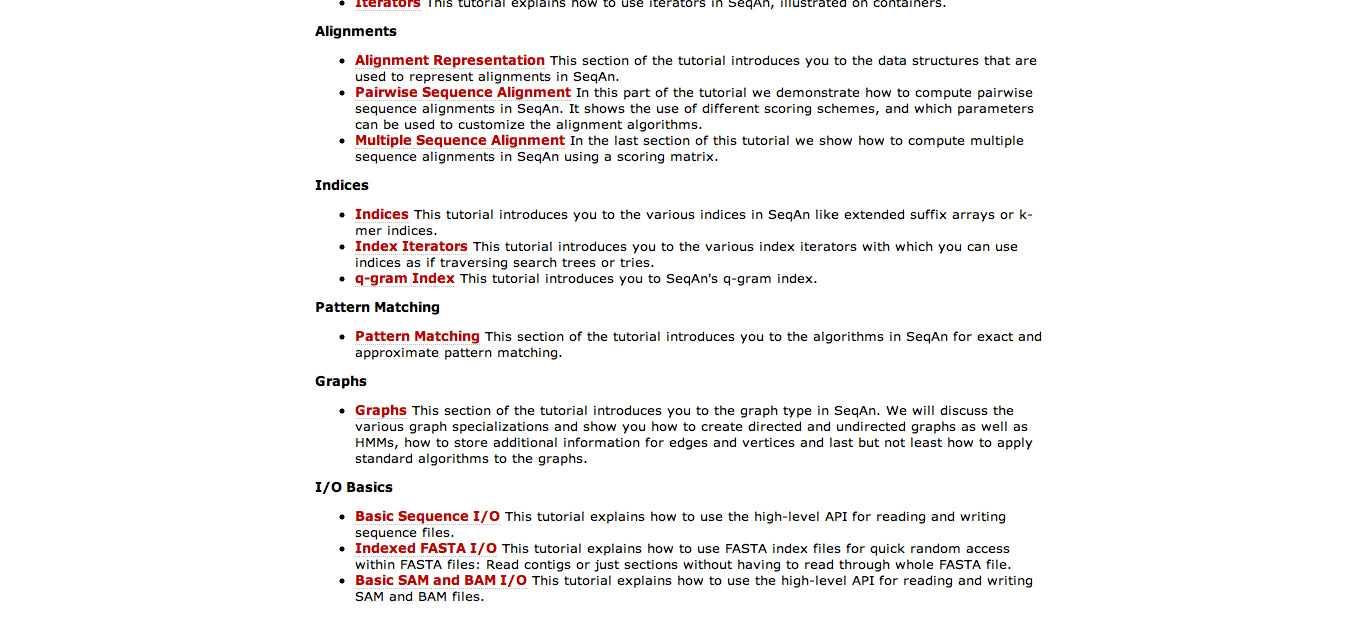 Iterators This tutorial explains how to use iterators in SeqAn, illustrated on containers.
Alignments
Alignment Representation This section of the tutorial introduces you to the data structures that are
used to represent alignments in SeqAn.
Pairwise Sequence Alignment In this part of the tutorial we demonstrate how to compute pairwise
sequence alignments in SeqAn. It shows the use of different scoring schemes, and which parameters
can be used to customize the alignment algorithms.
Multiple Sequence Alignment In the last section of this tutorial we show how to compute multiple
sequence alignments in SeqAn using a scoring matrix.
Indices
Indices This tutorial introduces you to the various indices in SeqAn like extended suffix arrays or k-
mer indices.
Index Iterators This tutorial introduces you to the various index iterators with which you can use
indices as if traversing search trees or tries.
q-gram Index This tutorial introduces you to SeqAn's q-gram index.
Pattern Matching
Pattern Matching This section of the tutorial introduces you to the algorithms in SeqAn for exact and
approximate pattern matching.
Graphs
Graphs This section of the tutorial introduces you to the graph type in SeqAn. We will discuss the
various graph specializations and show you how to create directed and undirected graphs as well as
HMMs, how to store additional information for edges and vertices and last but not least how to apply
standard algorithms to the graphs.
I/O Basics
Basic Sequence I/O This tutorial explains how to use the high-level API for reading and writing
sequence files.
Indexed FASTA I/O This tutorial explains how to use FASTA index files for quick random access
within FASTA files: Read contigs or just sections without having to read through whole FASTA file.
Basic SAM and BAM I/O This tutorial explains how to use the high-level API for reading and writing
SAM and BAM files.